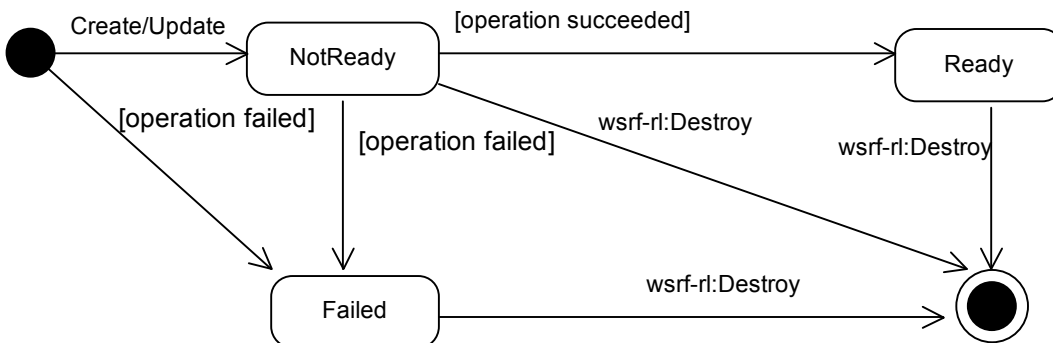 Create/Update
[operation succeeded]
NotReady
Ready
[operation failed]
[operation failed]
wsrf-rl:Destroy
wsrf-rl:Destroy
wsrf-rl:Destroy
Failed